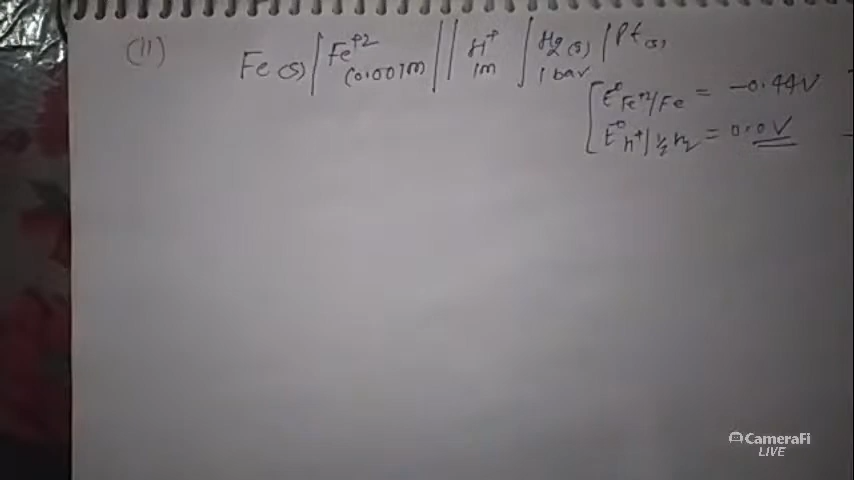 (11) Fe(s) | Fe+2 || H+ | H2(s) | Pt(s)
(0.001M) 1M 1 bar
E° Fe+2/Fe = -0.44V
E° H+/½H2 = 0.0V
CameraFi
LIVE